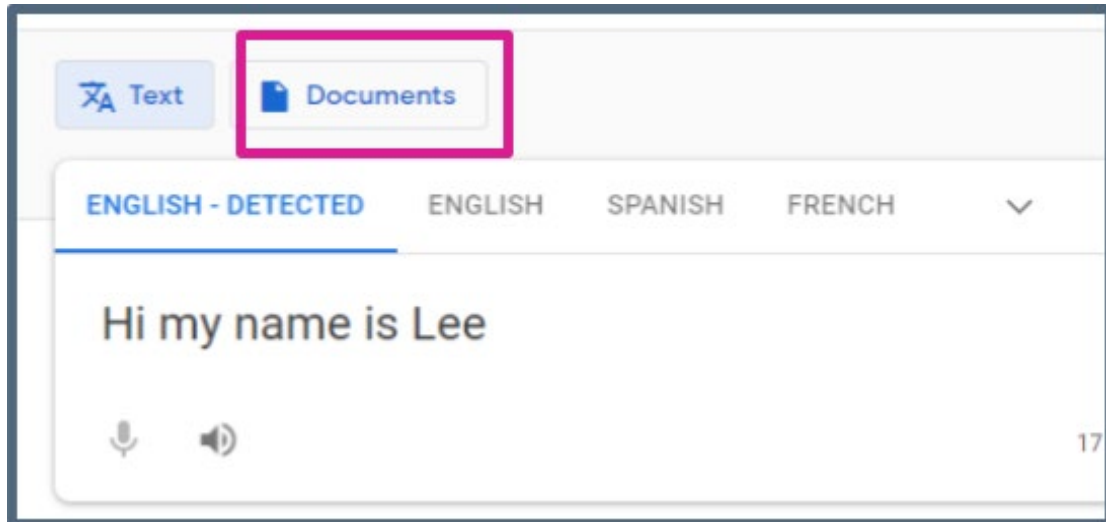 Text Documents
ENGLISH - DETECTED ENGLISH SPANISH FRENCH
Hi my name is Lee
17